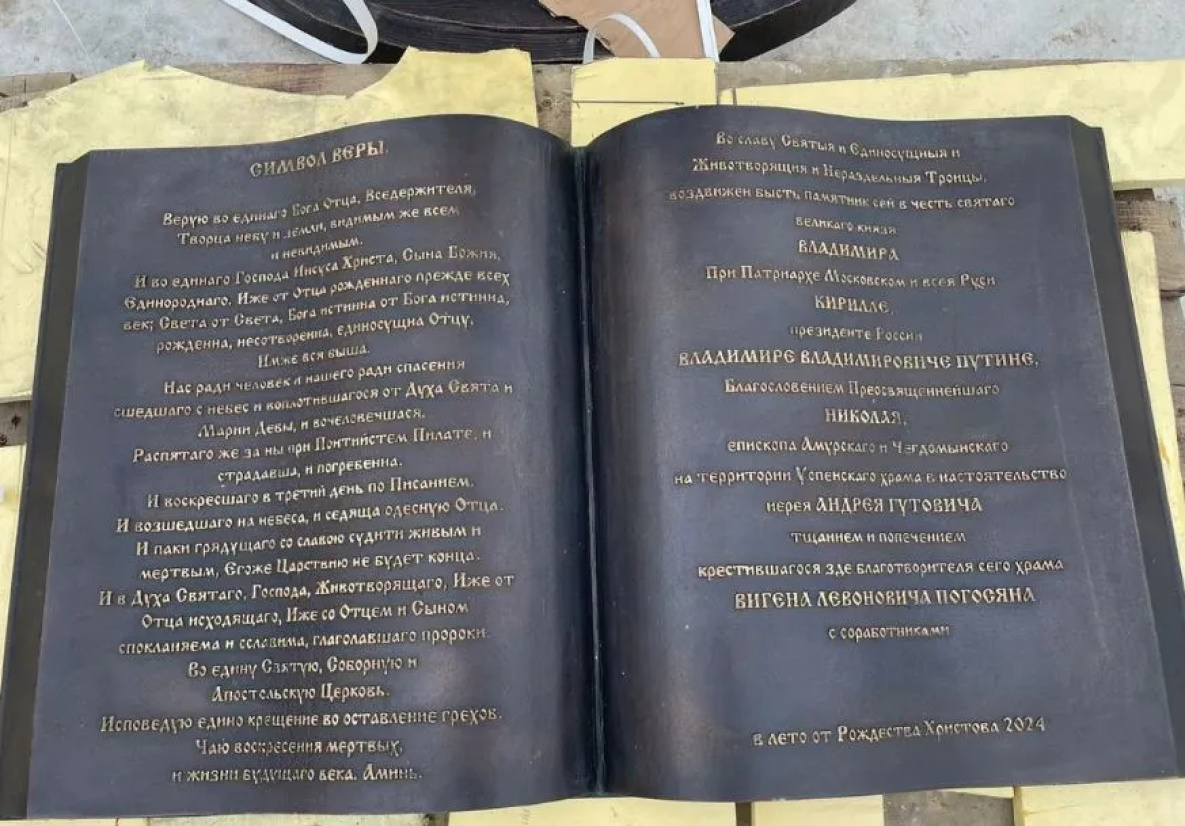 СИМВОЛ ВЕРЫ.
Верую во единаго Бога Отца, Вседержителя,
Творца небу и земли, видимым же всем
и невидимым.
И во единаго Господа Иисуса Христа, Сына Божия,
Единороднаго, Иже от Отца рожденнаго прежде всех
век; Света от Света, Бога истинна от Бога истинна,
рожденна, несотворенна, единосущна Отцу,
Имже вся быша.
Нас ради человек и нашего ради спасения
сшедшаго с небес и воплотившагося от Духа Свята и
Марии Девы, и вочеловечшася.
Распятаго же за ны при Понтийстем Пилате, и
страдавша, и погребенна.
И воскресшаго в третий день по Писанием.
И возшедшаго на небеса, и седяща одесную Отца.
И паки грядущаго со славою судити живым и
мертвым, Егоже Царствию не будет конца.
И в Духа Святаго, Господа, Животворящаго, Иже от
Отца исходящаго, Иже со Отцем и Сыном
спокланяема и сславима, глаголавшаго пророки.
Во едину Святую, Соборную и
Апостольскую Церковь.
Исповедую едино крещение во оставление грехов.
Чаю воскресения мертвых,
и жизни будущаго века. Аминь.
Во славу Святыя и Единосущныя и
Животворящия и Нераздельныя Троицы,
воздвижен бысть памятник сей в честь святаго
великаго князя
ВЛАДИМИРА
При Патриархе Московском и всея Руси
КИРИЛЛЕ,
президенте России
ВЛАДИМИРЕ ВЛАДИМИРОВИЧЕ ПУТИНЕ,
Благословением Преосвященнейшаго
НИКОЛАЯ,
епископа Амурскаго и Чегдомынскаго
на территории Успенскаго храма в настоятельство
иерея АНДРЕЯ ГУТОВИЧА
тщанием и попечением
крестившагося зде благотворителя сего храма
ВИГЕНА ЛЕВОНОВИЧА ПОГОСЯНА
с соработниками
в лето от Рождества Христова 2024